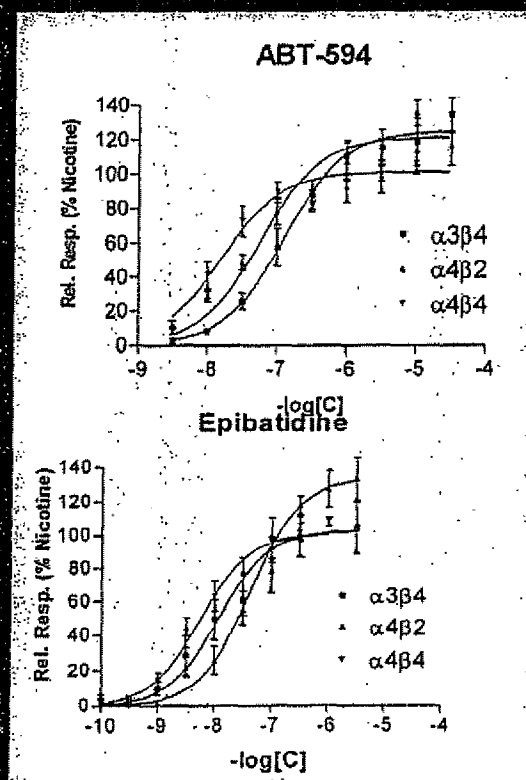 ABT-594
Rel. Resp. (% Nicotine)
140
120
100
80
60
40
20
0
α3β4
α4β2
α4β4
-9
-8
-7
-6
-5
-4
-log[C]
Epibatidine
Rel. Resp. (% Nicotine)
140
120
100
80
60
40
20
0
α3β4
α4β2
α4β4
-10
-9
-8
-7
-6
-5
-4
-log[C]